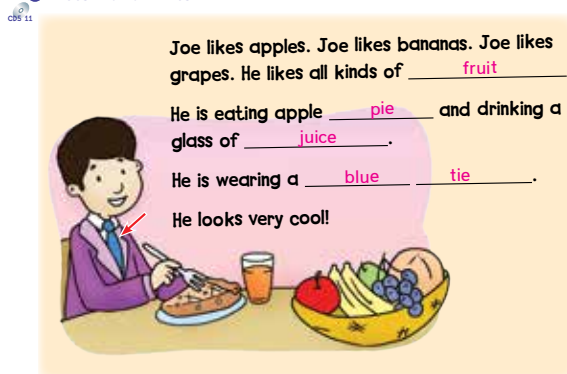 CD5 11
Joe likes apples. Joe likes bananas. Joe likes
grapes. He likes all kinds of fruit
He is eating apple pie and drinking a
glass of juice.
He is wearing a blue tie.
He looks very cool!